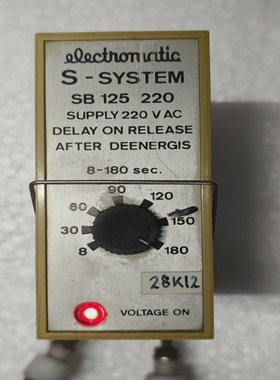 electromatic
S-SYSTEM
SB 125 220
SUPPLY 220 V AC
DELAY ON RELEASE
AFTER DEENERGIS
8-180 sec.
90
60
120
30
150
8
180
28K12
VOLTAGE ON